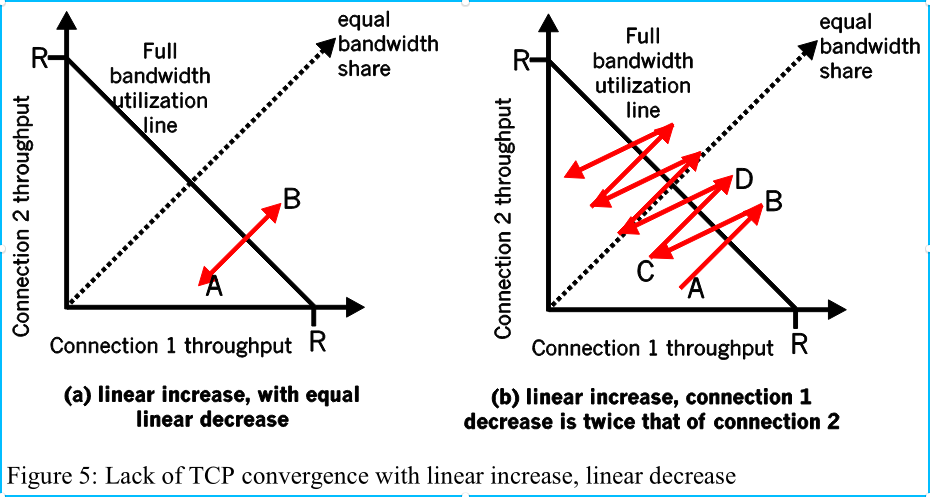 R
Full
bandwidth
utilization
line
equal
bandwidth
share
Connection 2 throughput
B
A
Connection 1 throughput
R
(a) linear increase, with equal
linear decrease
R
Full
bandwidth
utilization
line
equal
bandwidth
share
Connection 2 throughput
D
B
C
A
Connection 1 throughput
R
(b) linear increase, connection 1
decrease is twice that of connection 2
Figure 5: Lack of TCP convergence with linear increase, linear decrease